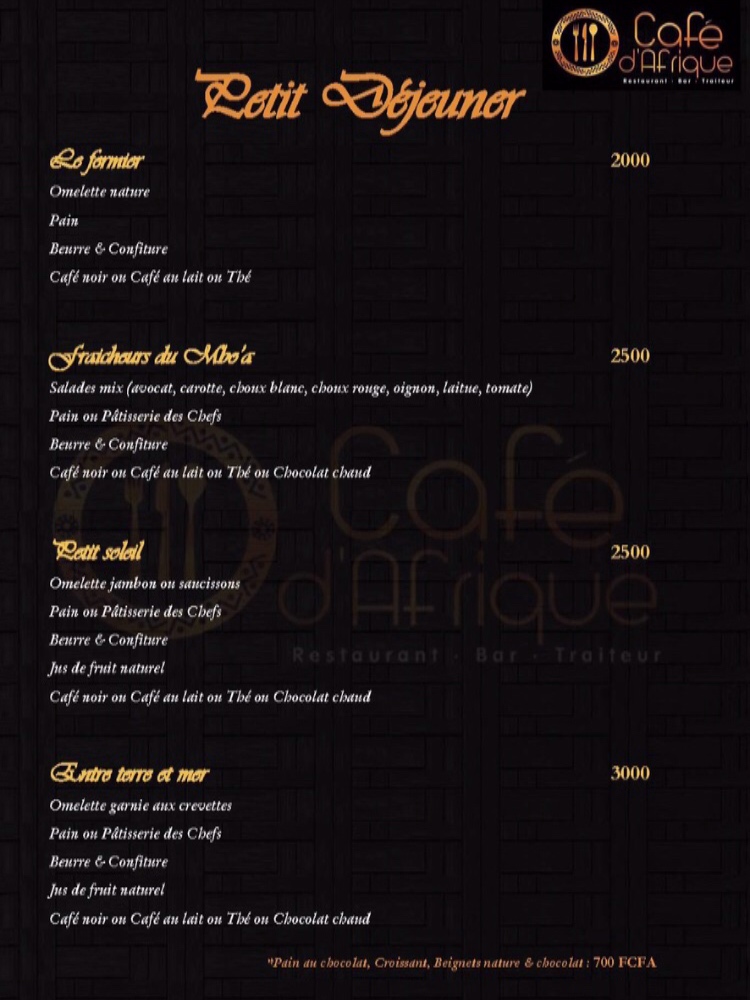 Café
d'Afrique
Restaurant · Bar · Traiteur
Petit Déjeuner
Le fermier 2000
Omelette nature
Pain
Beurre & Confiture
Café noir ou Café au lait ou Thé
Fraicheurs du Mbo'a 2500
Salades mix (avocat, carotte, choux blanc, choux rouge, oignon, laitue, tomate)
Pain ou Pâtisserie des Chefs
Beurre & Confiture
Café noir ou Café au lait ou Thé ou Chocolat chaud
Petit soleil 2500
Omelette jambon ou saucissons
Pain ou Pâtisserie des Chefs
Beurre & Confiture
Jus de fruit naturel
Café noir ou Café au lait ou Thé ou Chocolat chaud
Café
d'Afrique
Restaurant · Bar · Traiteur
Entre terre et mer 3000
Omelette garnie aux crevettes
Pain ou Pâtisserie des Chefs
Beurre & Confiture
Jus de fruit naturel
Café noir ou Café au lait ou Thé ou Chocolat chaud
*Pain au chocolat, Croissant, Beignets nature & chocolat : 700 FCFA